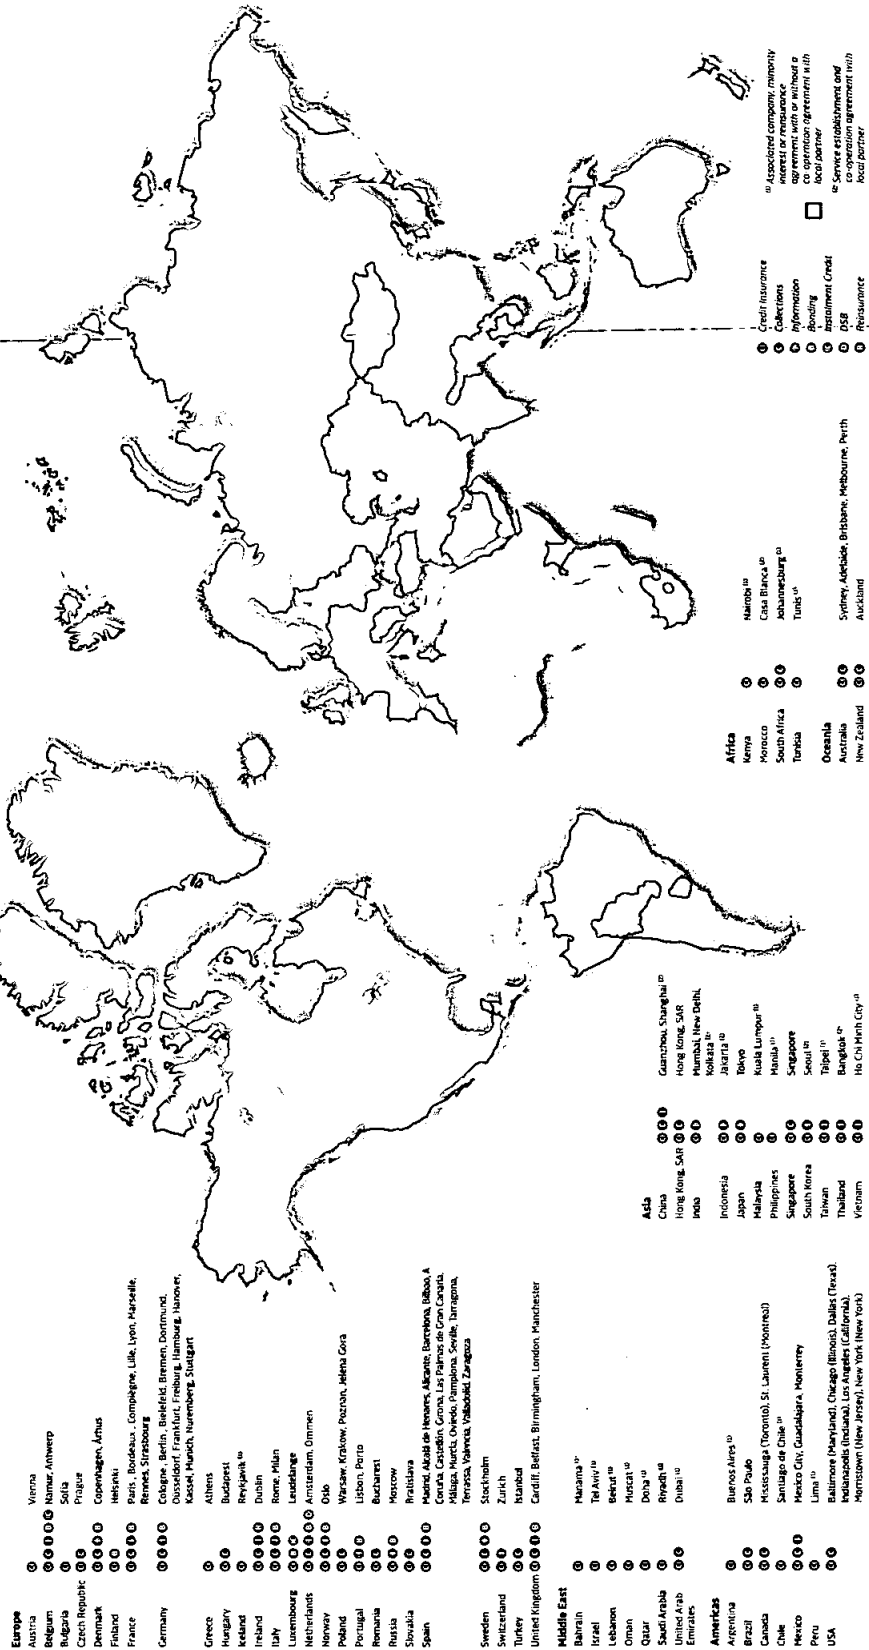 Europe
Austria Vienna
Belgium Namur, Antwerp
Bulgaria Sofia
Czech Republic Prague
Denmark Copenhagen, Århus
Finland Helsinki
France Paris, Bordeaux, Compiègne, Lille, Lyon, Marseille,
Rennes, Strasbourg
Germany Cologne, Berlin, Bielefeld, Bremen, Dortmund,
Düsseldorf, Frankfurt, Freiburg, Hamburg, Hanover,
Kassel, Munich, Nuremberg, Stuttgart
Greece Athens
Hungary Budapest
Iceland Reykjavik
Ireland Dublin
Italy Rome, Milan
Luxembourg Leudelange
Netherlands Amsterdam, Ommen
Norway Oslo
Poland Warsaw, Krakow, Poznan, Jelena Gora
Portugal Lisbon, Porto
Romania Bucharest
Russia Moscow
Slovakia Bratislava
Spain Madrid, Alcalá de Henares, Alicante, Barcelona, Bilbao, A
Coruña, Castellón, Girona, Las Palmas de Gran Canaria,
Málaga, Murcia, Oviedo, Pamplona, Seville, Tarragona,
Terrassa, Valencia, Valladolid, Zaragoza
Sweden Stockholm
Switzerland Zurich
Turkey Istanbul
United Kingdom Cardiff, Belfast, Birmingham, London, Manchester
Middle East
Bahrain Manama
Israel Tel Aviv
Lebanon Beirut
Oman Muscat
Qatar Doha
Saudi Arabia Riyadh
United Arab Dubai
Emirates
Americas
Argentina Buenos Aires
Brazil São Paulo
Canada Mississauga (Toronto), St. Laurent (Montreal)
Chile Santiago de Chile
Mexico Mexico City, Guadalajara, Monterrey
Peru Lima
USA Baltimore (Maryland), Chicago (Illinois), Dallas (Texas),
Indianapolis (Indiana), Los Angeles (California),
Morristown (New Jersey), New York (New York)
Asia
China Guanzhou, Shanghai
Hong Kong, SAR Hong Kong, SAR
India Mumbai, New Delhi,
Kolkata
Indonesia Jakarta
Japan Tokyo
Malaysia Kuala Lumpur
Philippines Manila
Singapore Singapore
South Korea Seoul
Taiwan Taipei
Thailand Bangkok
Vietnam Ho Chi Minh City
Africa
Kenya Nairobi
Morocco Casa Blanca
South Africa Johannesburg
Tunisia Tunis
Oceania
Australia Sydney, Adelaide, Brisbane, Melbourne, Perth
New Zealand Auckland
Credit Insurance
Collections
Information
Bonding
Instalment Credit
DSB
Reinsurance
(1) Associated company, minority
interest or reinsurance
agreement with or without a
co-operation agreement with
local partner
(2) Service establishment and
co-operation agreement with
local partner